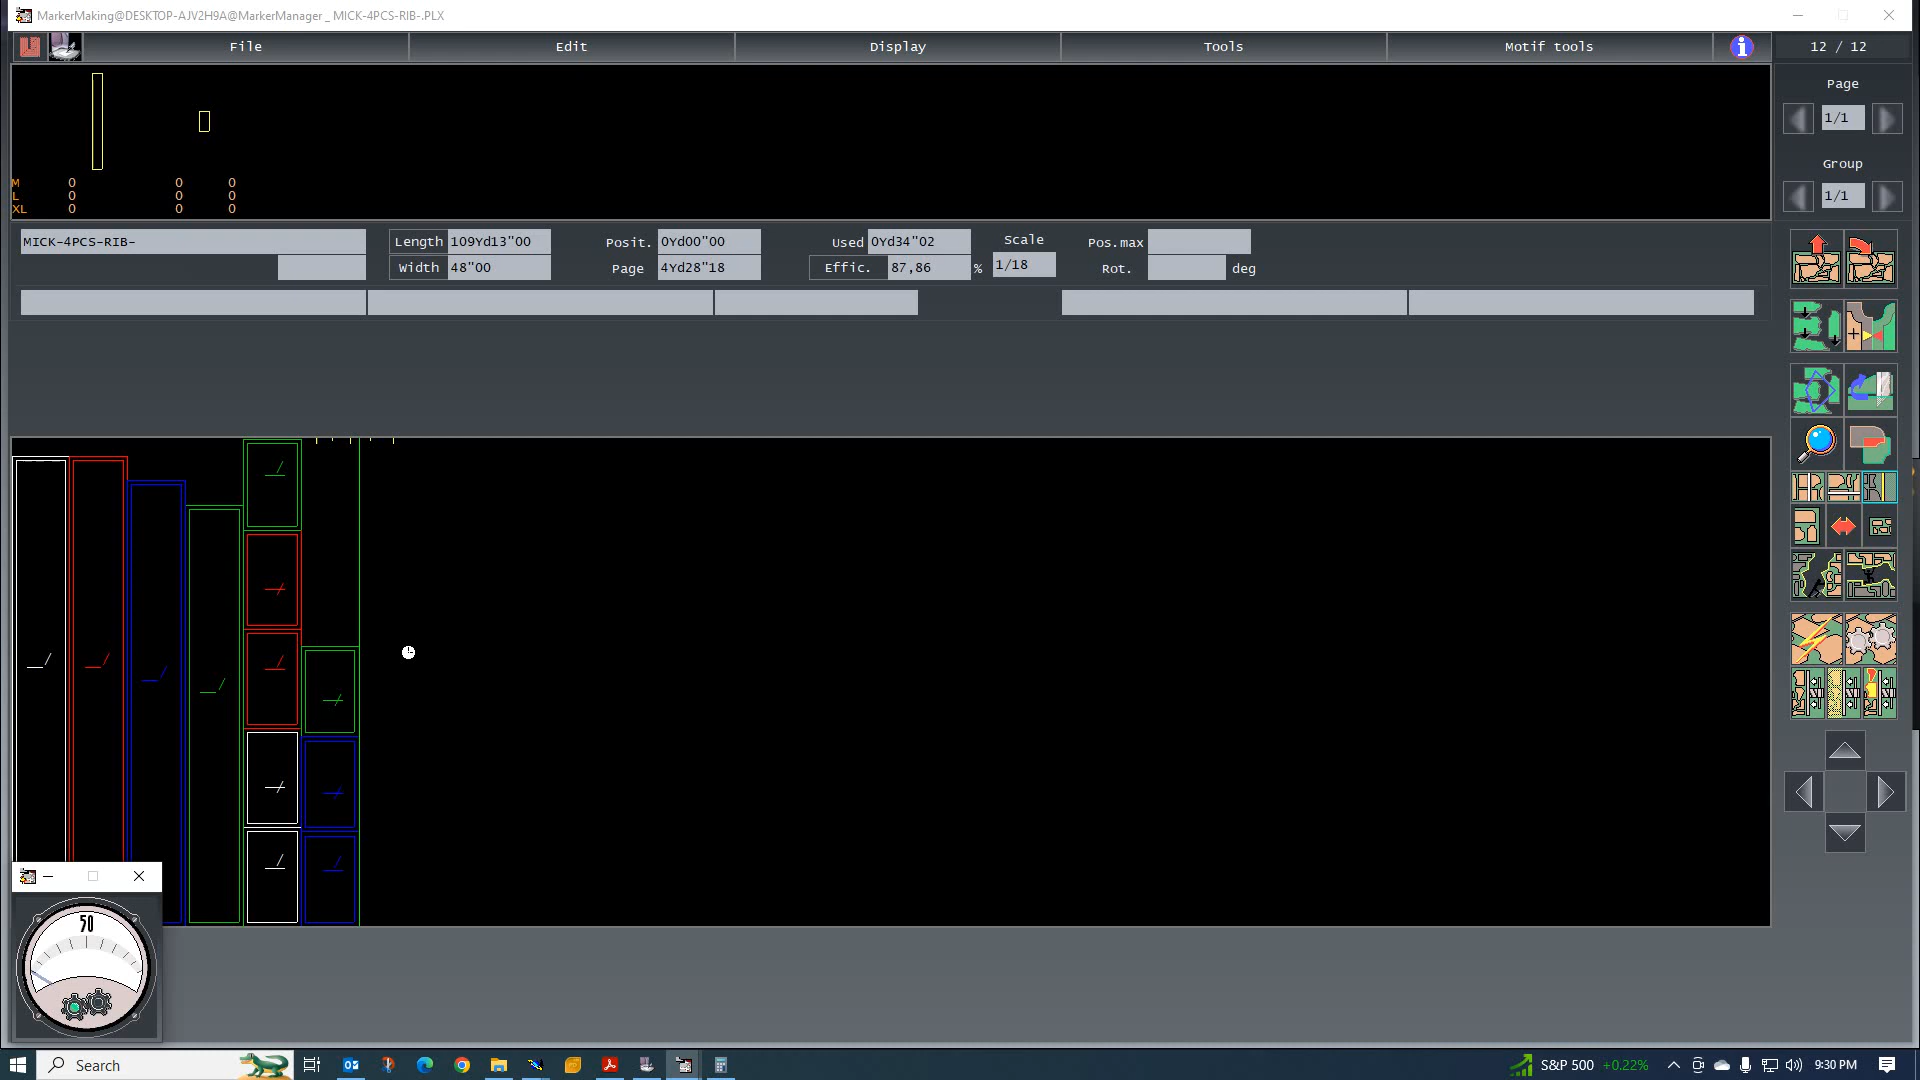 MarkerMaking@DESKTOP-AJV2H9A@MarkerManager _ MICK-4PCS-RIB-.PLX
File Edit Display Tools Motif tools 12 / 12
Page
1/1
Group
1/1
M 0 0 0
L 0 0 0
XL 0 0 0
MICK-4PCS-RIB- Length 109Yd13"00 Posit. 0Yd00"00 Used 0Yd34"02 Scale Pos.max
Width 48"00 Page 4Yd28"18 Effic. 87,86 % 1/18 Rot. deg
50
Search S&P 500 +0.22% 9:30 PM